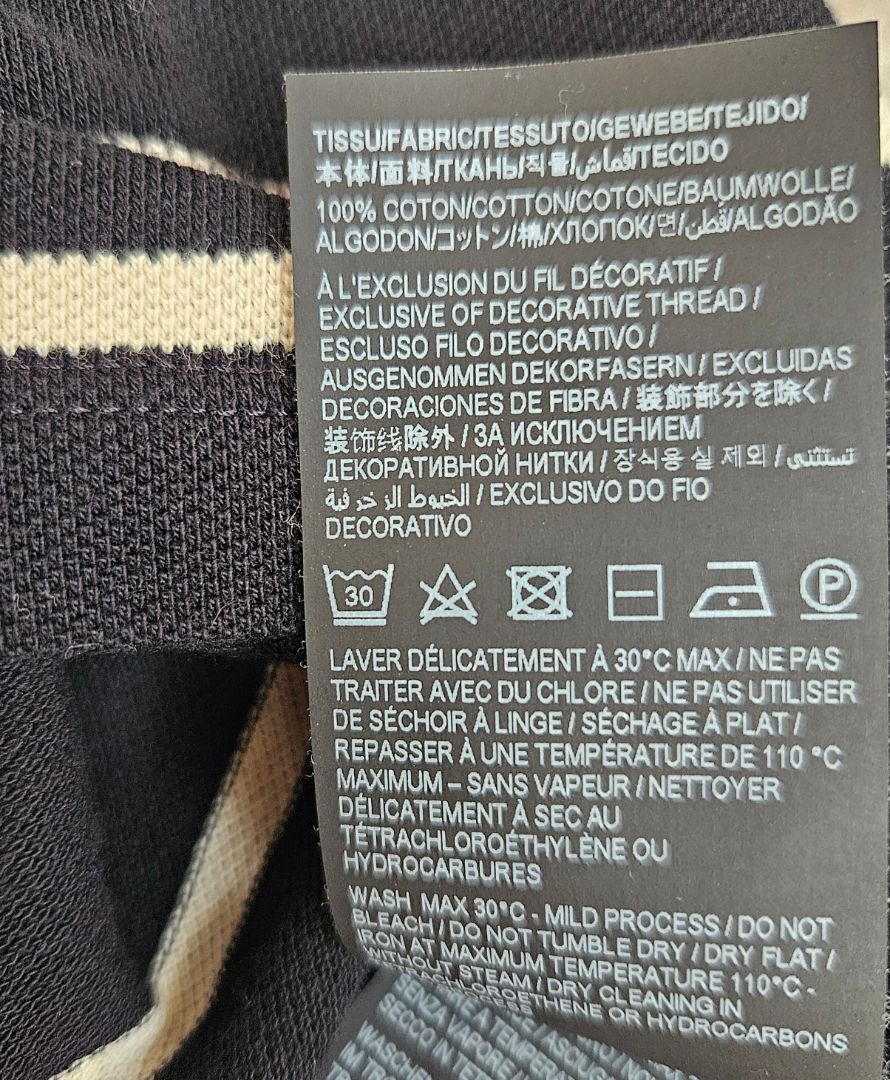 TISSU/FABRIC/TESSUTO/GEWEBE/TEJIDO/
本体/面料/ТКАНЬ/직물/قماش/TECIDO
100% COTON/COTTON/COTONE/BAUMWOLLE/
ALGODON/コットン/棉/ХЛОПОК/면/قطن/ALGODÃO
À L'EXCLUSION DU FIL DÉCORATIF /
EXCLUSIVE OF DECORATIVE THREAD /
ESCLUSO FILO DECORATIVO /
AUSGENOMMEN DEKORFASERN / EXCLUIDAS
DECORACIONES DE FIBRA / 装飾部分を除く /
装饰线除外 / ЗА ИСКЛЮЧЕНИЕМ
ДЕКОРАТИВНОЙ НИТКИ / 장식용 실 제외 / تستثنى
الخيوط الزخرفية / EXCLUSIVO DO FIO
DECORATIVO
30 P
LAVER DÉLICATEMENT À 30°C MAX / NE PAS
TRAITER AVEC DU CHLORE / NE PAS UTILISER
DE SÉCHOIR À LINGE / SÉCHAGE À PLAT /
REPASSER À UNE TEMPÉRATURE DE 110 °C
MAXIMUM – SANS VAPEUR / NETTOYER
DÉLICATEMENT À SEC AU
TÉTRACHLOROÉTHYLÈNE OU
HYDROCARBURES
WASH MAX 30°C - MILD PROCESS / DO NOT
BLEACH / DO NOT TUMBLE DRY / DRY FLAT /
IRON AT MAXIMUM TEMPERATURE 110°C -
WITHOUT STEAM / DRY CLEANING IN
TETRACHLOROETHENE OR HYDROCARBONS
SENZA VAPORE
SECCO IN